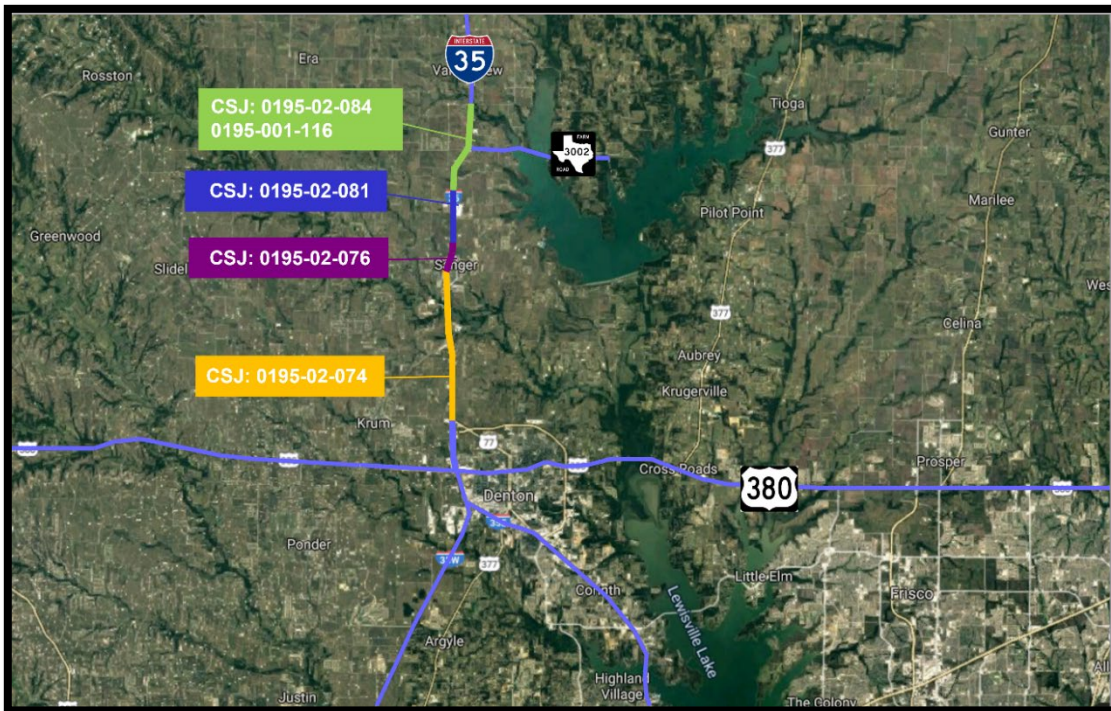 INTERSTATE
35
Era
Rosston
Tioga
CSJ: 0195-02-084
0195-001-116
377
Gunter
FARM
3002
ROAD
CSJ: 0195-02-081
Marilee
Pilot Point
Greenwood
CSJ: 0195-02-076
377
Celina
Aubrey
CSJ: 0195-02-074
Krugerville
Krum
77
Prosper
Cross Roads
380
Denton
Ponder
377
Little Elm
Frisco
Corinth
Lewisville Lake
Argyle
Highland
Village
Justin
The Colony